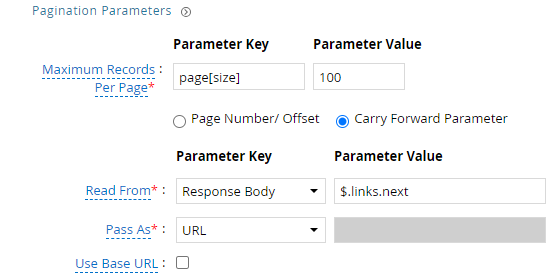 Pagination Parameters
Parameter Key Parameter Value
Maximum Records : page[size] 100
Per Page*
Page Number/ Offset Carry Forward Parameter
Parameter Key Parameter Value
Read From* : Response Body $.links.next
Pass As* : URL
Use Base URL :